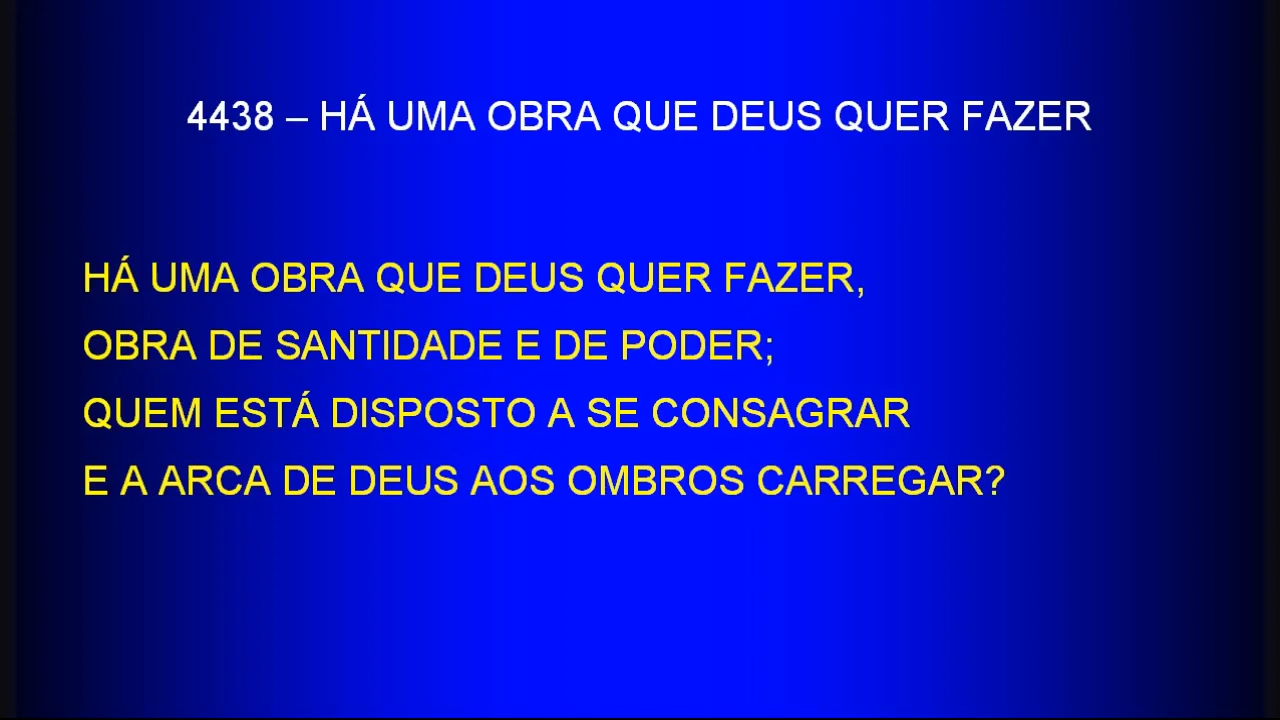 4438 – HÁ UMA OBRA QUE DEUS QUER FAZER
HÁ UMA OBRA QUE DEUS QUER FAZER,
OBRA DE SANTIDADE E DE PODER;
QUEM ESTÁ DISPOSTO A SE CONSAGRAR
E A ARCA DE DEUS AOS OMBROS CARREGAR?